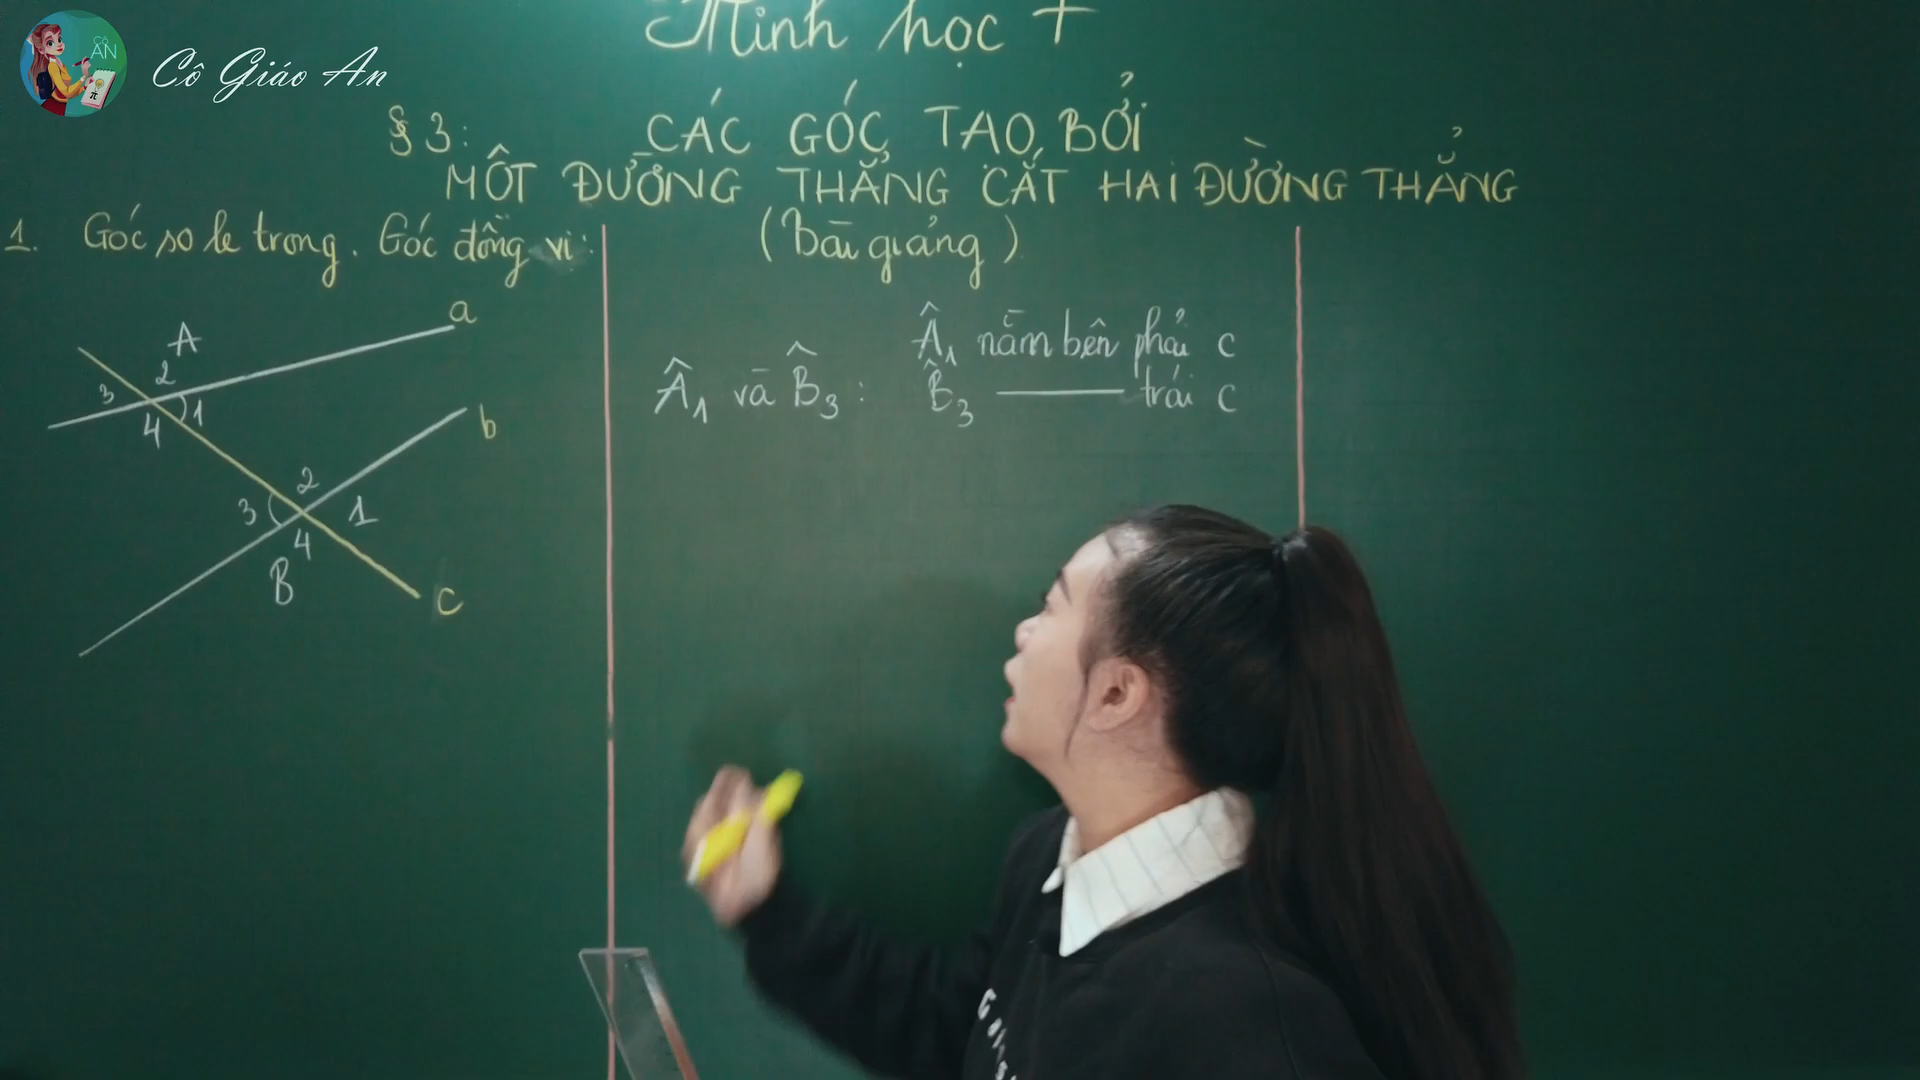 CÔ AN
Cô Giáo An
Hình học 7
§3: CÁC GÓC TẠO BỞI
MỘT ĐƯỜNG THẲNG CẮT HAI ĐƯỜNG THẲNG
(Bài giảng)
1. Góc so le trong. Góc đồng vị:
a
A
2
3
1
4
b
2
3
1
4
B
c
Â₁ nằm bên phải c
Â₁ và B̂₃ : B̂₃ ——— trái c